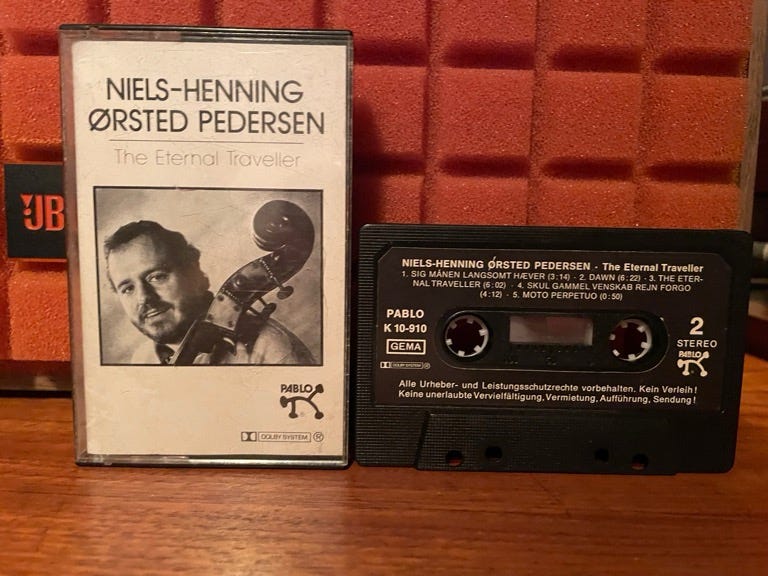 NIELS-HENNING
ØRSTED PEDERSEN
The Eternal Traveller
JB
PABLO
DOLBY SYSTEM ®
NIELS-HENNING ØRSTED PEDERSEN - The Eternal Traveller
1. SIG MÅNEN LANGSOMT HÆVER (3:14) · 2. DAWN (6:22) · 3. THE ETER-
NAL TRAVELLER (6:02) · 4. SKUL GAMMEL VENSKAB REJN FORGO
(4:12) · 5. MOTO PERPETUO (0:50)
PABLO
K 10-910
GEMA
DOLBY SYSTEM ®
2
STEREO
PABLO
Alle Urheber- und Leistungsschutzrechte vorbehalten. Kein Verleih!
Keine unerlaubte Vervielfältigung, Vermietung, Aufführung, Sendung!